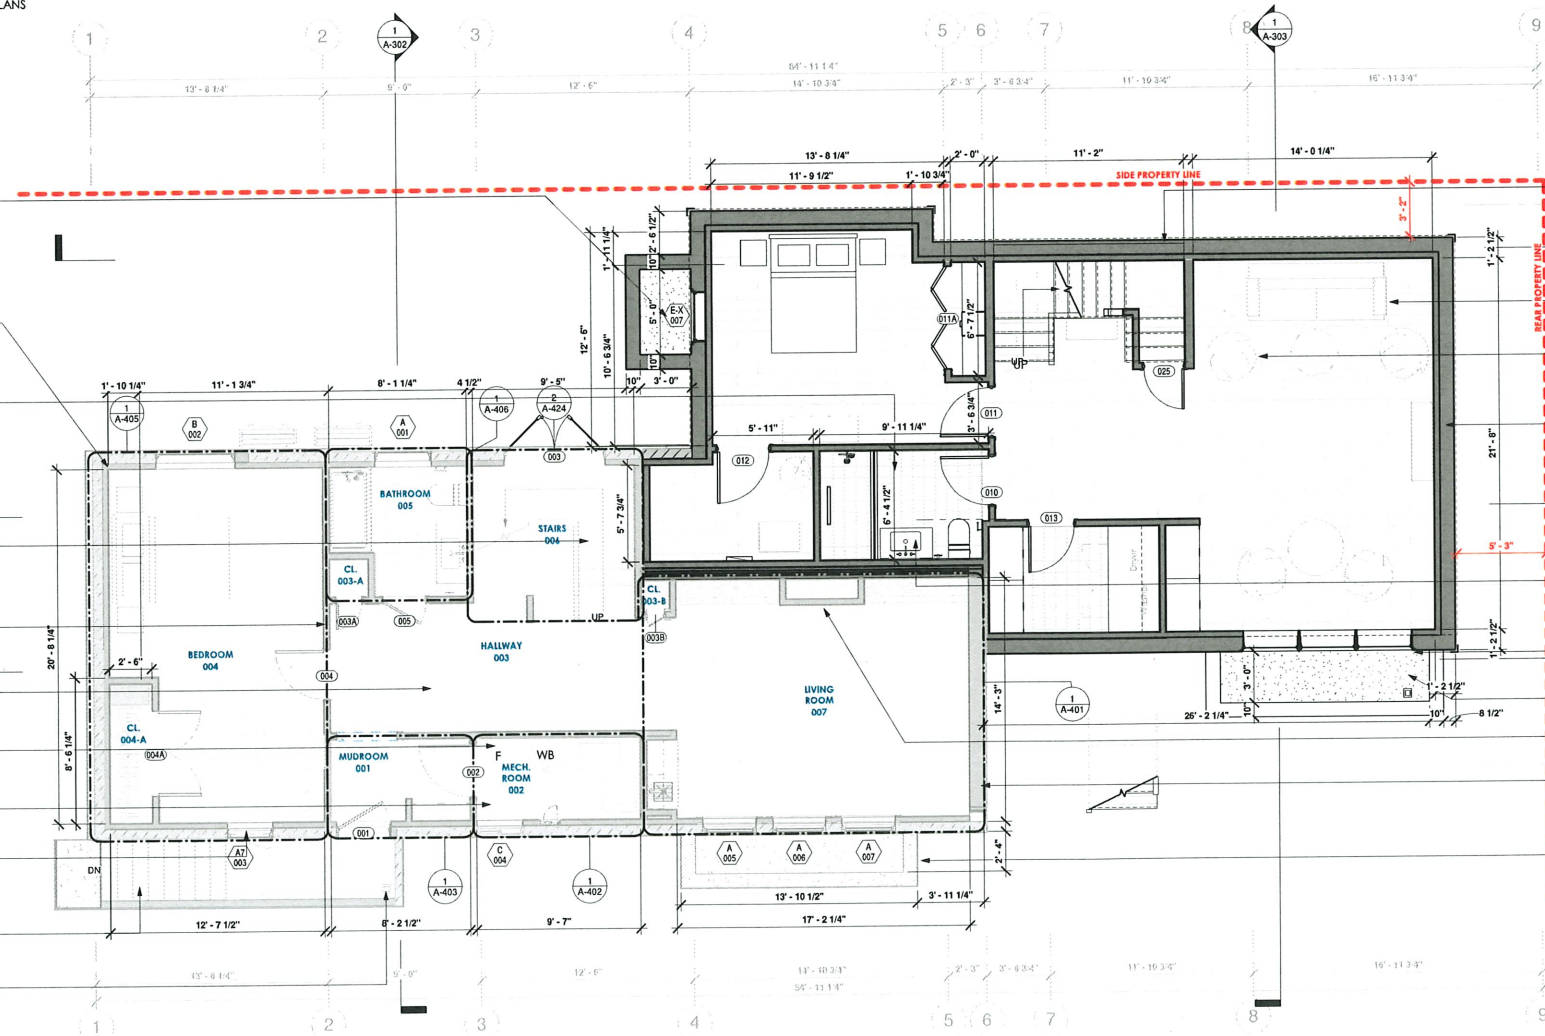 LANS
1
2
1
A-302
3
4
5
6
7
8
1
A-303
9
84' - 11 1/4"
13' - 8 1/4"
9' - 0"
12' - 6"
14' - 10 3/4"
2' - 3"
3' - 6 3/4"
11' - 10 3/4"
16' - 11 3/4"
13' - 8 1/4"
2' - 0"
11' - 2"
14' - 0 1/4"
11' - 9 1/2"
1' - 10 3/4"
SIDE PROPERTY LINE
3' - 2"
1' - 2 1/2"
REAR PROPERTY LINE
2' - 6 1/2"
1' - 11 1/4"
10"
5' - 0"
10"
E-X
007
12' - 6"
10' - 6 3/4"
011A
6' - 7 1/2"
UP
UP
025
1' - 10 1/4"
11' - 1 3/4"
8' - 1 1/4"
4 1/2"
9' - 5"
10"
3' - 0"
1
A-405
B
002
A
001
1
A-406
2
A-424
003
5' - 11"
9' - 11 1/4"
3' - 6 3/4"
011
012
010
013
21' - 8"
5' - 3"
BATHROOM
005
STAIRS
006
5' - 7 3/4"
6' - 4 1/2"
CL.
003-A
003A
005
UP
CL.
003-B
003B
HALLWAY
003
20' - 8 1/4"
BEDROOM
004
004
2' - 6"
CL.
004-A
004A
8' - 6 1/4"
LIVING
ROOM
007
14' - 3"
1
A-401
26' - 2 1/4"
3' - 0"
10"
1' - 2 1/2"
1' - 2 1/2"
10"
8 1/2"
MUDROOM
001
F
WB
MECH.
ROOM
002
002
001
A7
003
C
004
A
005
A
006
A
007
2' - 4"
DN
1
A-403
1
A-402
13' - 10 1/2"
3' - 11 1/4"
12' - 7 1/2"
8' - 2 1/2"
9' - 7"
17' - 2 1/4"
13' - 8 1/4"
9' - 0"
12' - 6"
14' - 10 3/4"
2' - 3"
3' - 6 3/4"
11' - 10 3/4"
16' - 11 3/4"
1
2
3
4
5
6
7
8
9